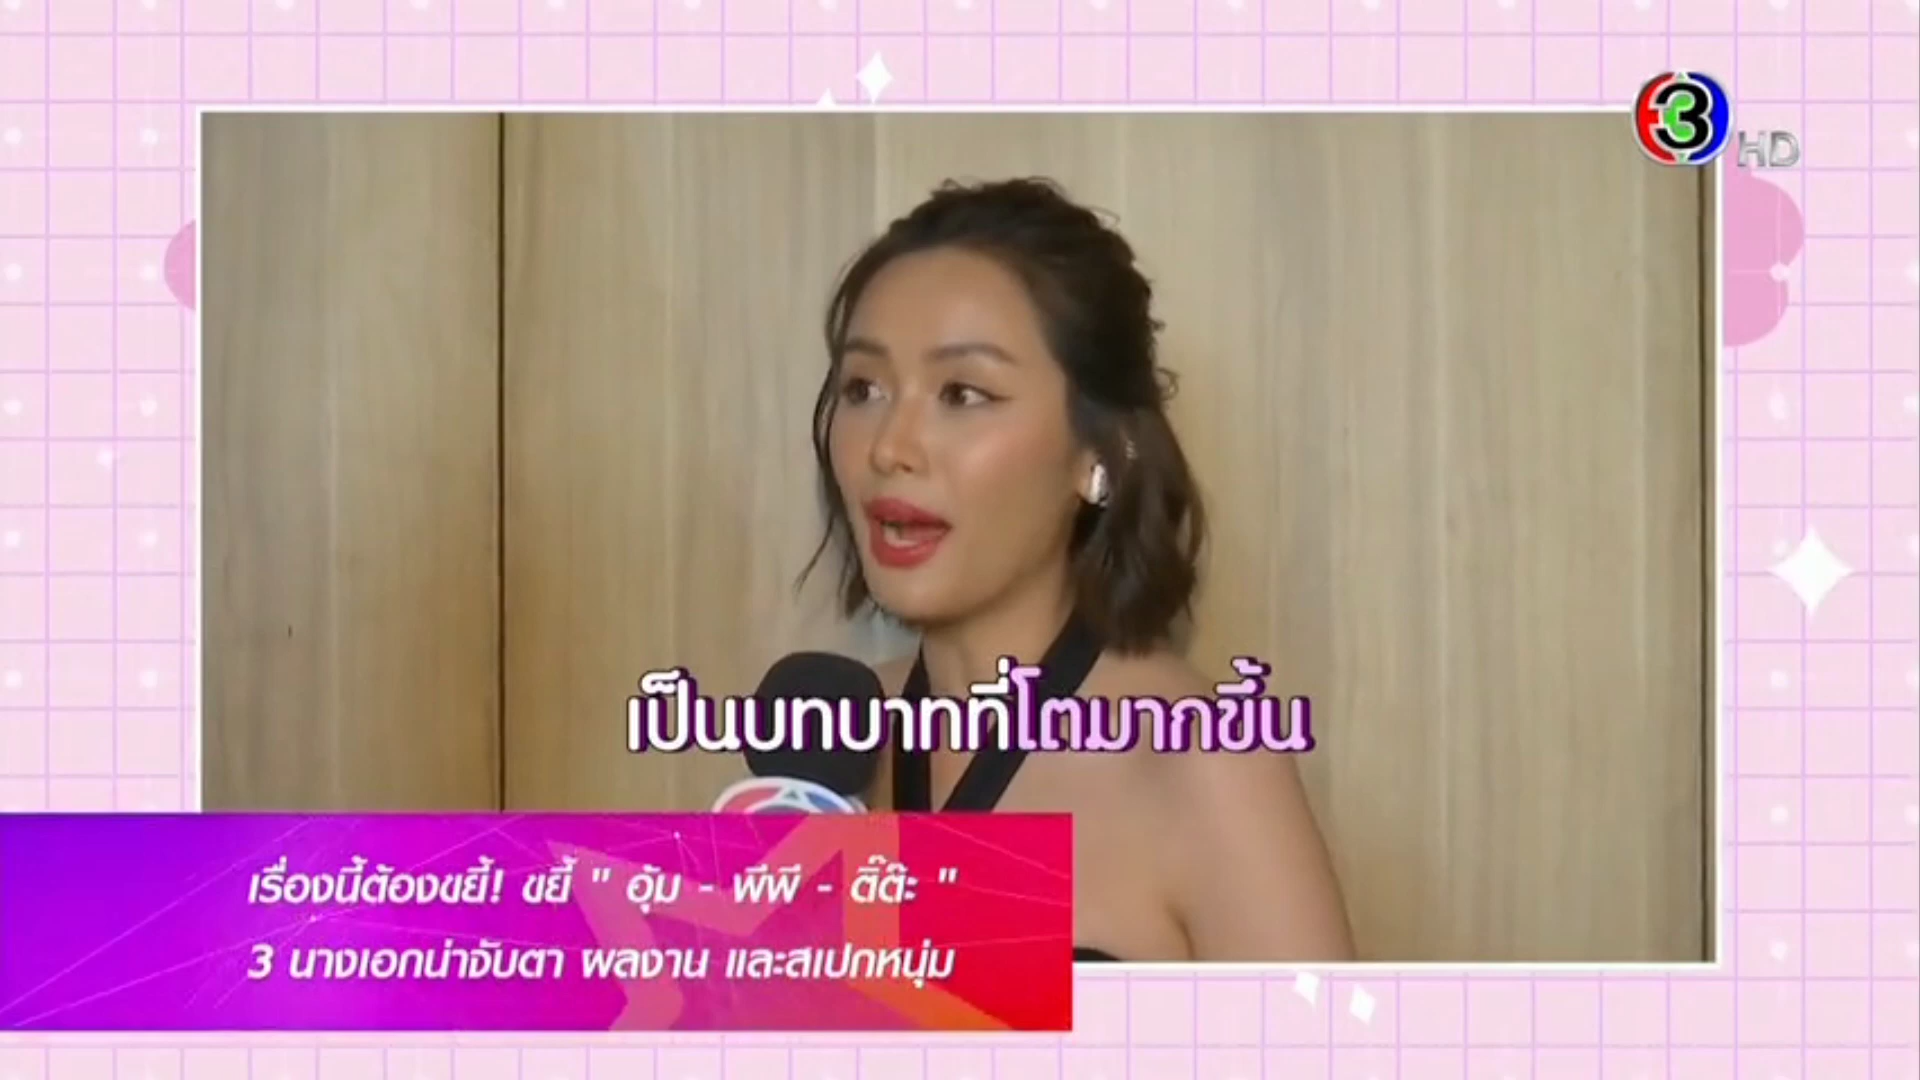 3 HD
เป็นบทบาทที่โตมากขึ้น
เรื่องนี้ต้องขยี้! ขยี้ " อุ้ม - พีพี - ติ๊ต๊ะ "
3 นางเอกน่าจับตา ผลงาน และสเปกหนุ่ม